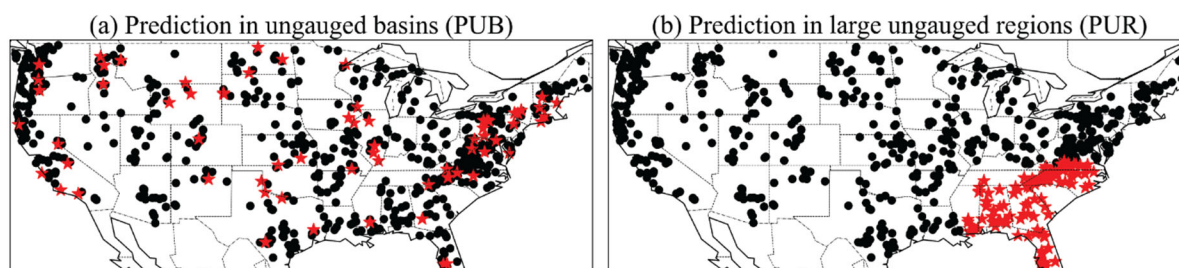 (a) Prediction in ungauged basins (PUB)
(b) Prediction in large ungauged regions (PUR)